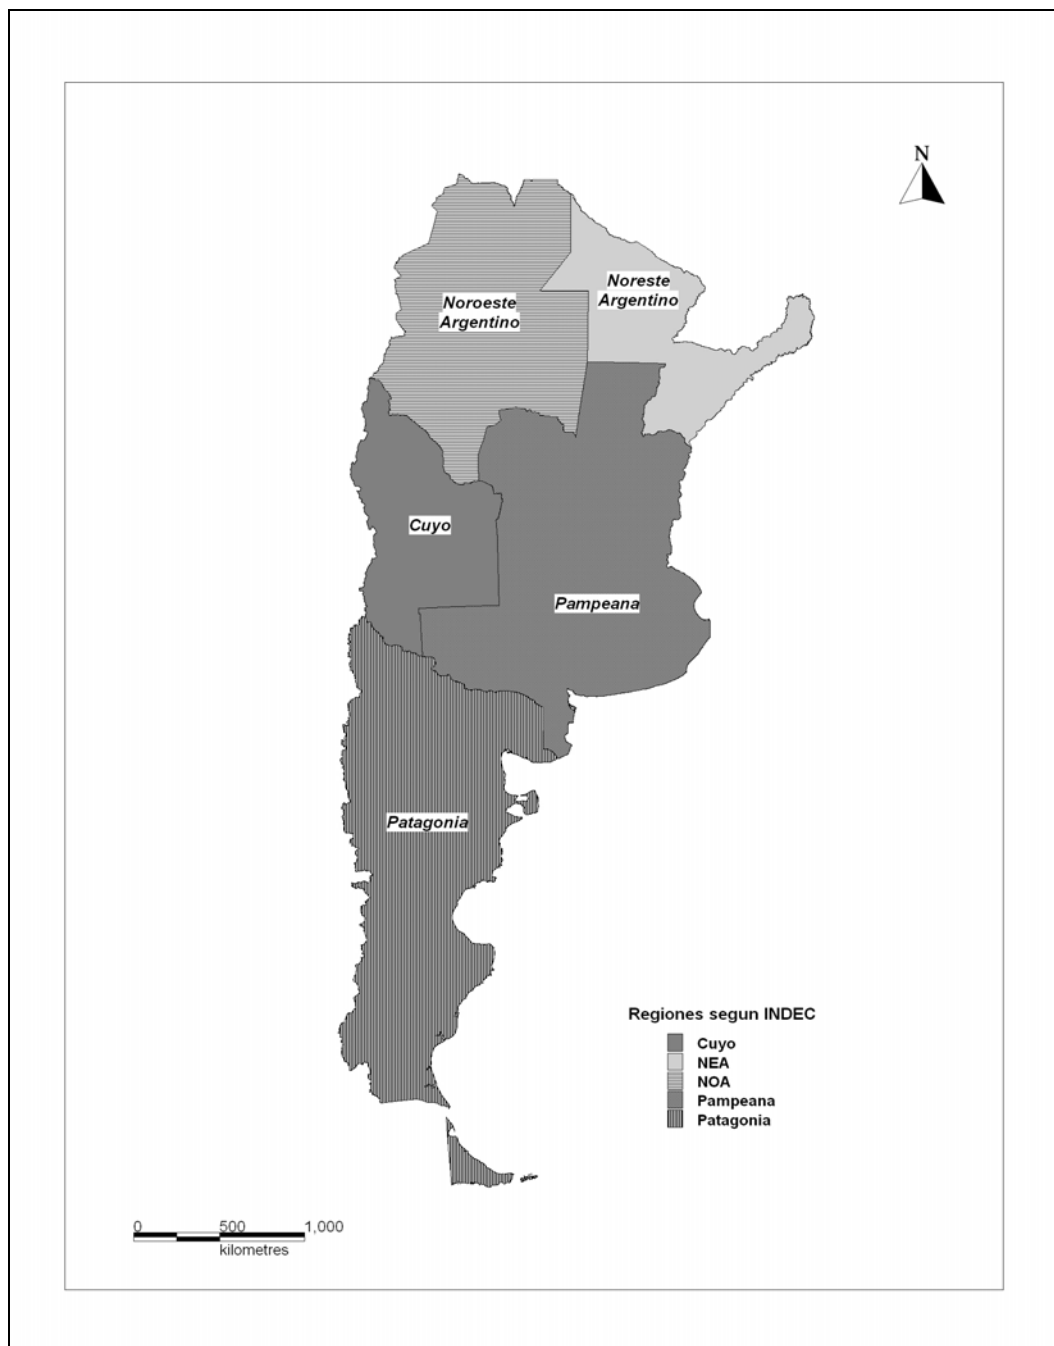 N
Noreste
Argentino
Noroeste
Argentino
Cuyo
Pampeana
Patagonia
Regiones segun INDEC
Cuyo
NEA
NOA
Pampeana
Patagonia
0 500 1,000
kilometres